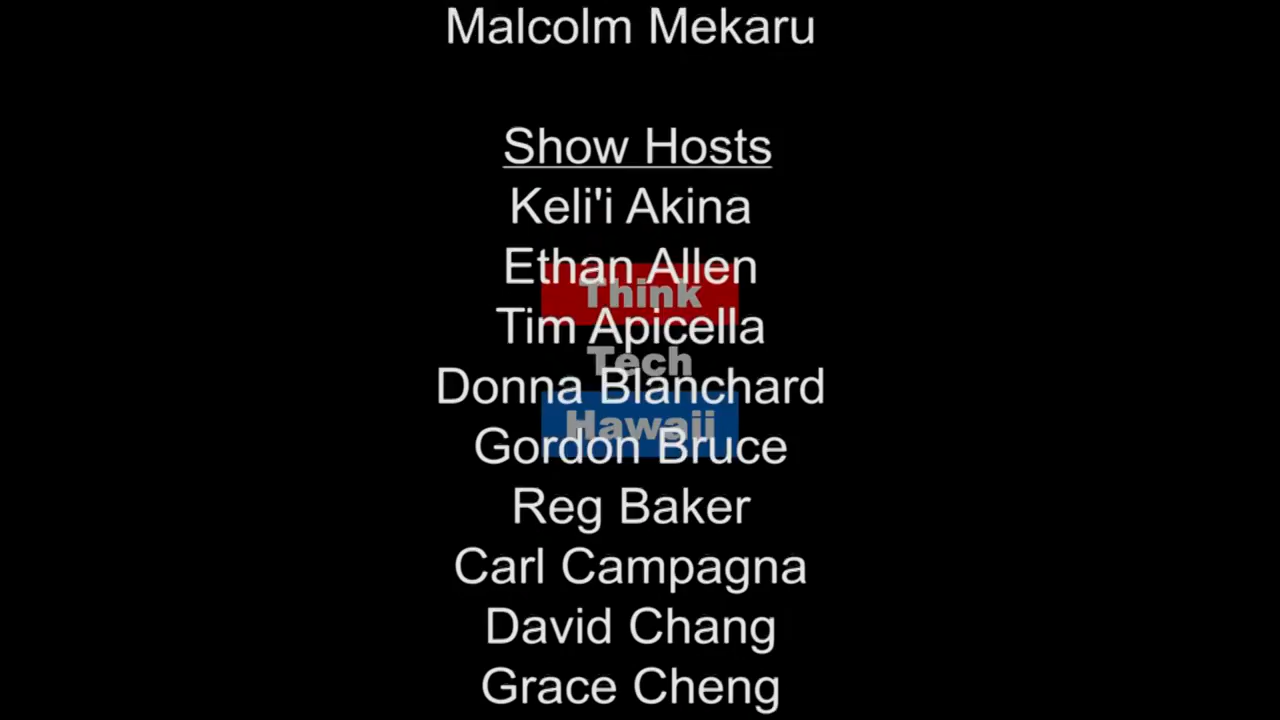 Malcolm Mekaru
Show Hosts
Keli'i Akina
Ethan Allen
Think
Tim Apicella
Tech
Donna Blanchard
Hawaii
Gordon Bruce
Reg Baker
Carl Campagna
David Chang
Grace Cheng